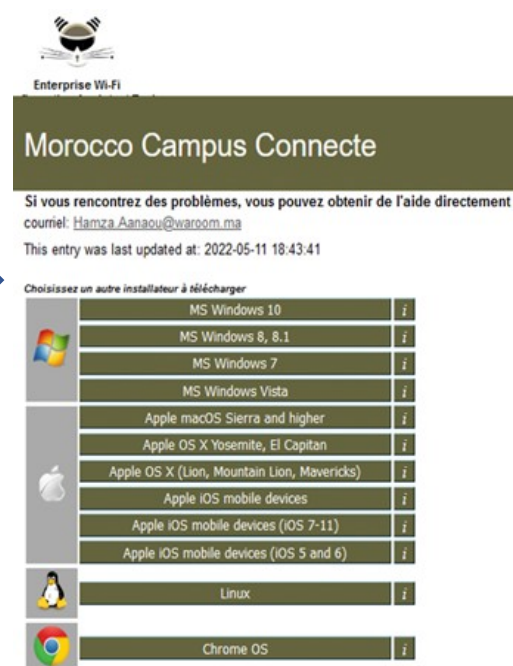 Enterprise Wi-Fi
Morocco Campus Connecte
Si vous rencontrez des problèmes, vous pouvez obtenir de l'aide directement
courriel: Hamza.Aanaou@waroom.ma
This entry was last updated at: 2022-05-11 18:43:41
Choisissez un autre installateur à télécharger
MS Windows 10 i
MS Windows 8, 8.1 i
MS Windows 7 i
MS Windows Vista i
Apple macOS Sierra and higher i
Apple OS X Yosemite, El Capitan i
Apple OS X (Lion, Mountain Lion, Mavericks) i
Apple iOS mobile devices i
Apple iOS mobile devices (iOS 7-11) i
Apple iOS mobile devices (iOS 5 and 6) i
Linux i
Chrome OS i